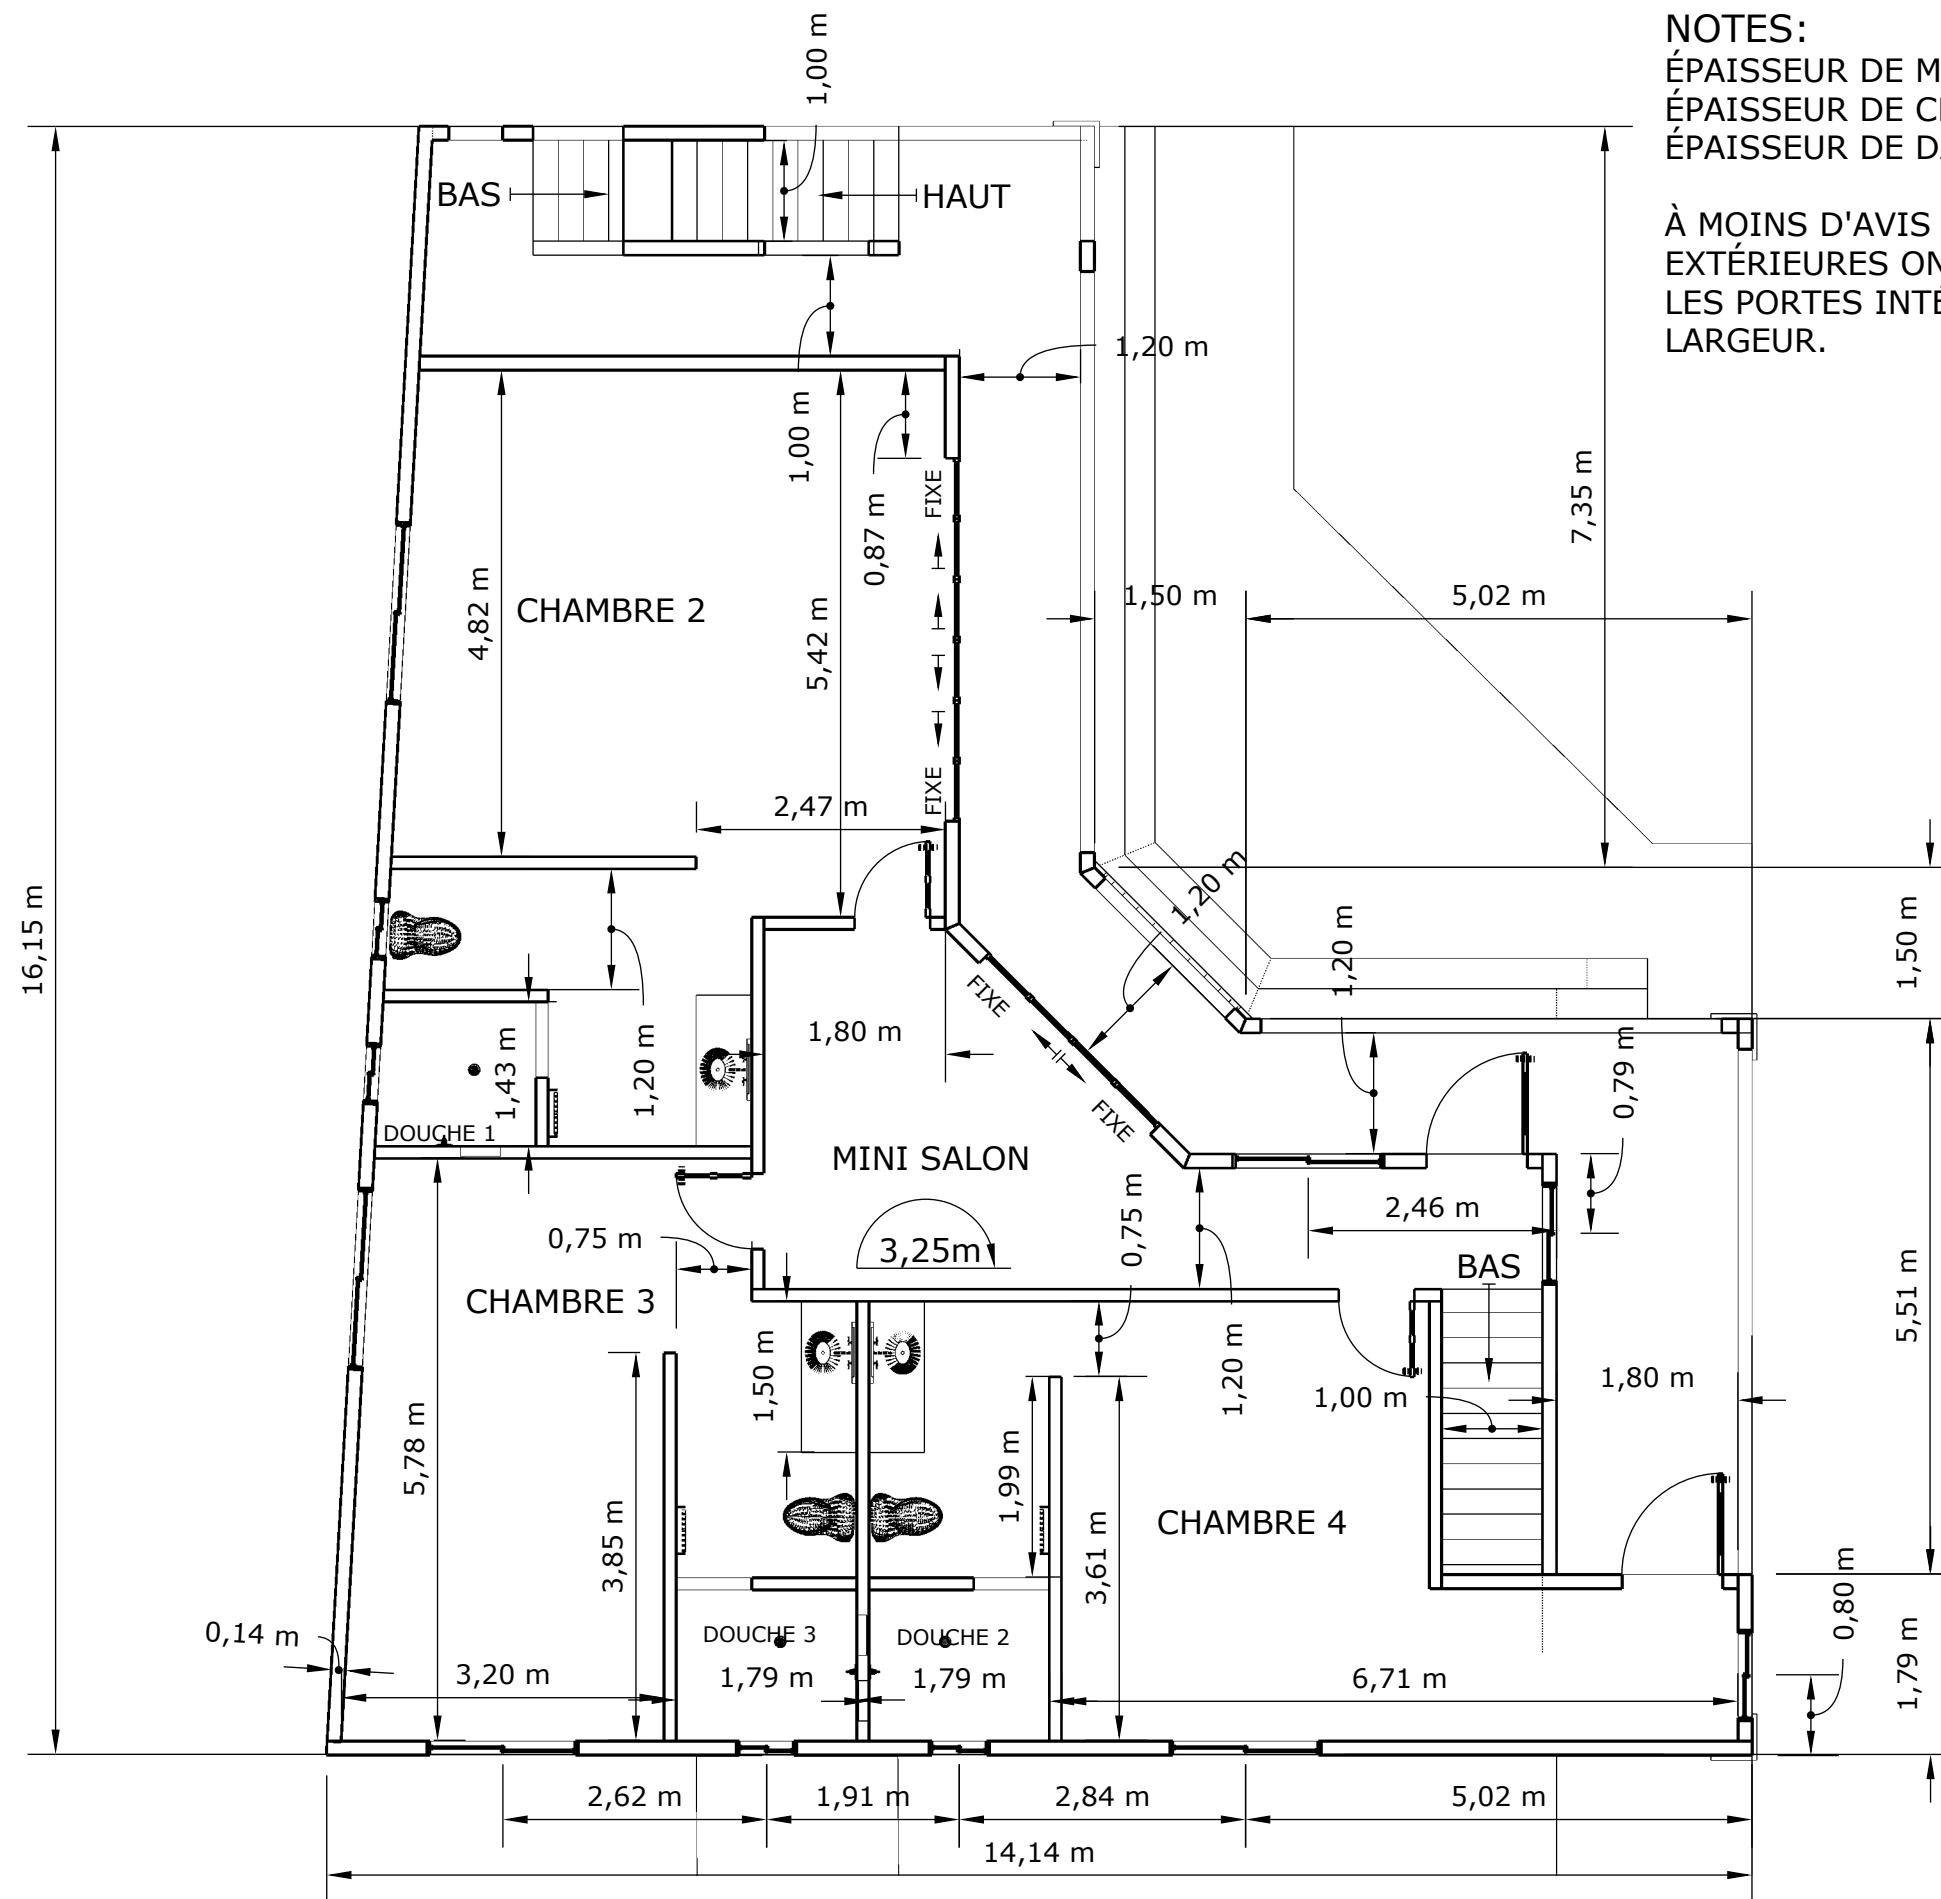 NOTES:
ÉPAISSEUR DE M
ÉPAISSEUR DE C
ÉPAISSEUR DE D
À MOINS D'AVIS
EXTÉRIEURES ON
LES PORTES INTÉ
LARGEUR.
1,00 m
BAS
HAUT
1,20 m
1,00 m
0,87 m
FIXE
7,35 m
4,82 m
CHAMBRE 2
5,42 m
1,50 m
5,02 m
FIXE
2,47 m
1,20 m
16,15 m
1,20 m
1,50 m
FIXE
1,80 m
1,43 m
1,20 m
0,79 m
FIXE
DOUCHE 1
MINI SALON
0,75 m
2,46 m
0,75 m
3,25m
BAS
CHAMBRE 3
5,51 m
1,50 m
1,20 m
1,00 m
1,80 m
5,78 m
1,99 m
CHAMBRE 4
3,85 m
3,61 m
0,80 m
0,14 m
DOUCHE 3
DOUCHE 2
3,20 m
1,79 m
1,79 m
6,71 m
1,79 m
2,62 m
1,91 m
2,84 m
5,02 m
14,14 m